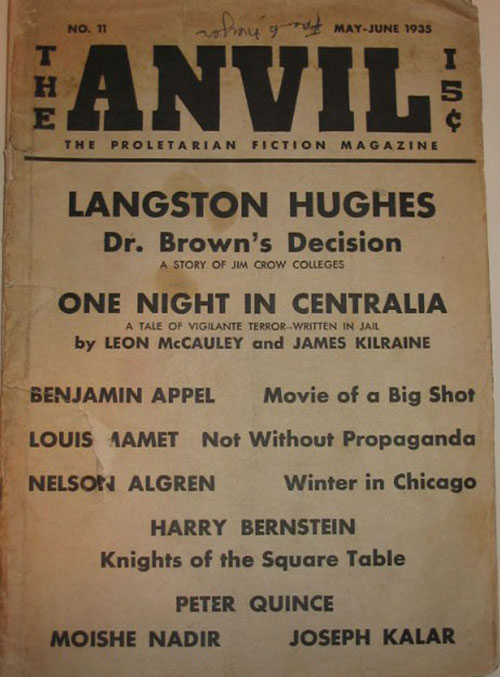 NO. 11 MAY-JUNE 1935
THE ANVIL 15¢
THE PROLETARIAN FICTION MAGAZINE
LANGSTON HUGHES
Dr. Brown's Decision
A STORY OF JIM CROW COLLEGES
ONE NIGHT IN CENTRALIA
A TALE OF VIGILANTE TERROR--WRITTEN IN JAIL
by LEON McCAULEY and JAMES KILRAINE
BENJAMIN APPEL Movie of a Big Shot
LOUIS MAMET Not Without Propaganda
NELSON ALGREN Winter in Chicago
HARRY BERNSTEIN
Knights of the Square Table
PETER QUINCE
MOISHE NADIR JOSEPH KALAR